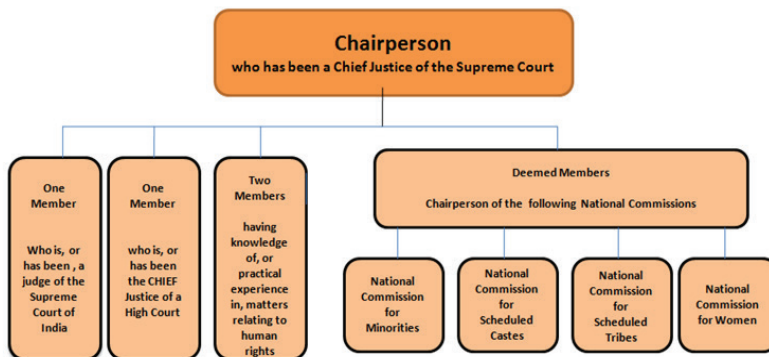 Chairperson
who has been a Chief Justice of the Supreme Court
One
Member
Who is, or
has been , a
judge of the
Supreme
Court of
India
One
Member
who is, or
has been
the CHIEF
Justice of a
High Court
Two
Members
having
knowledge
of, or
practical
experience
in, matters
relating to
human
rights
Deemed Members
Chairperson of the following National Commissions
National
Commission
for
Minorities
National
Commission
for
Scheduled
Castes
National
Commission
for
Scheduled
Tribes
National
Commission
for Women